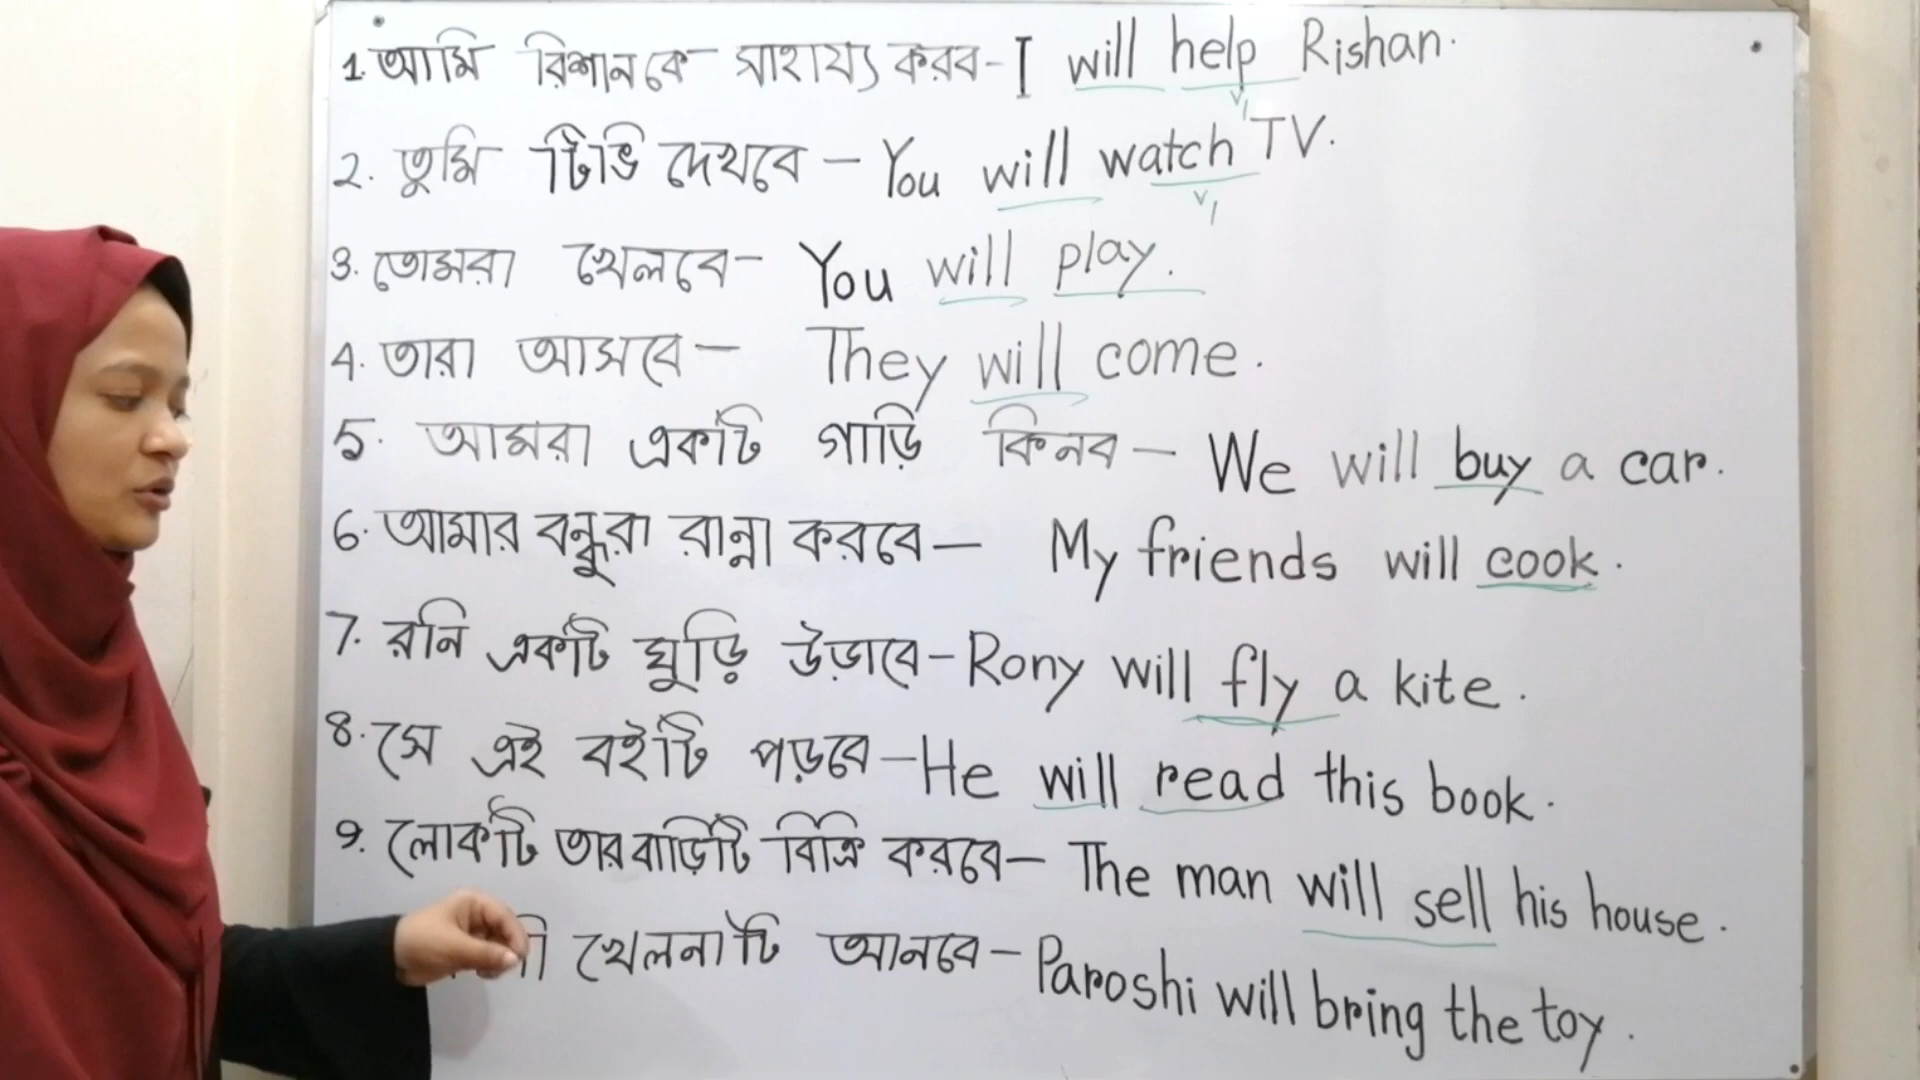 1. আমি রিশানকে সাহায্য করব - I will help Rishan.
V1
2. তুমি টিভি দেখবে - You will watch TV.
V1
3. তোমরা খেলবে - You will play.
4. তারা আসবে - They will come.
5. আমরা একটি গাড়ি কিনব - We will buy a car.
6. আমার বন্ধুরা রান্না করবে - My friends will cook.
7. রনি একটি ঘুড়ি উড়াবে - Rony will fly a kite.
8. সে এই বইটি পড়বে - He will read this book.
9. লোকটি তার বাড়িটি বিক্রি করবে - The man will sell his house.
খেলনাটি আনবে - Paroshi will bring the toy.